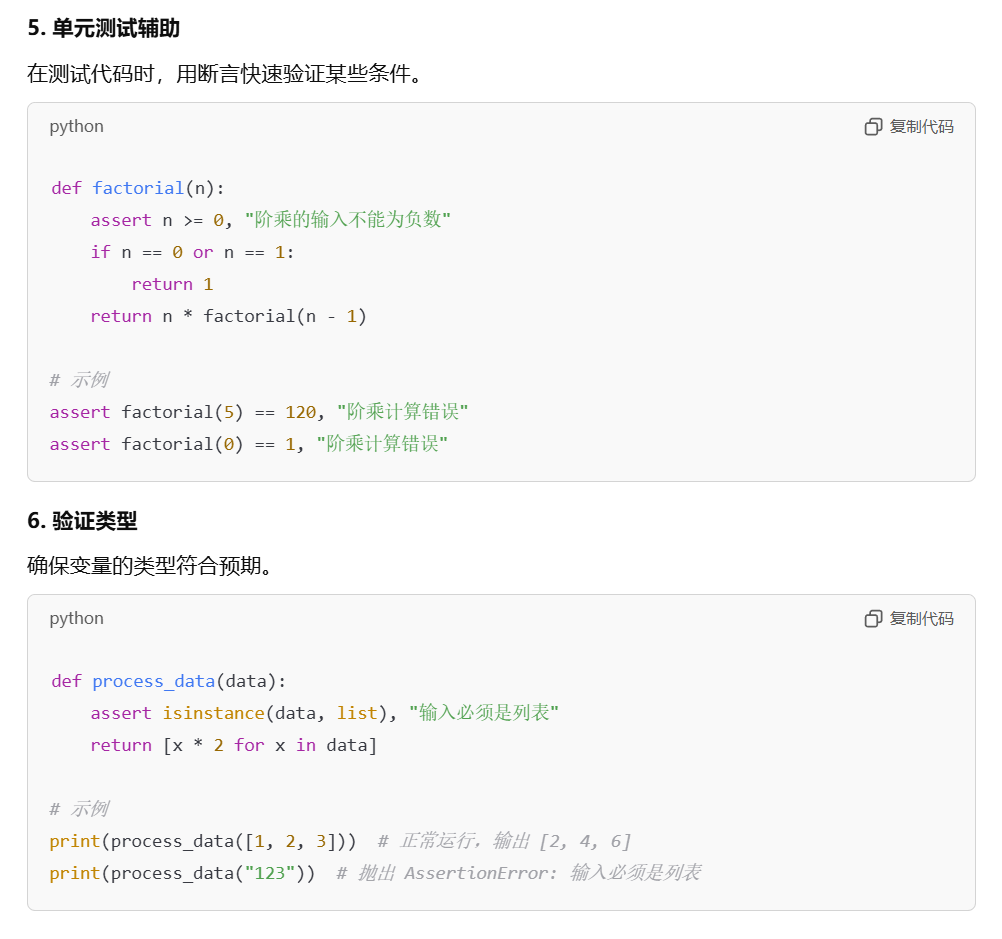 5. 单元测试辅助
在测试代码时，用断言快速验证某些条件。
python 复制代码
def factorial(n):
    assert n >= 0, "阶乘的输入不能为负数"
    if n == 0 or n == 1:
        return 1
    return n * factorial(n - 1)
# 示例
assert factorial(5) == 120, "阶乘计算错误"
assert factorial(0) == 1, "阶乘计算错误"
6. 验证类型
确保变量的类型符合预期。
python 复制代码
def process_data(data):
    assert isinstance(data, list), "输入必须是列表"
    return [x * 2 for x in data]
# 示例
print(process_data([1, 2, 3]))  # 正常运行，输出 [2, 4, 6]
print(process_data("123"))  # 抛出 AssertionError: 输入必须是列表